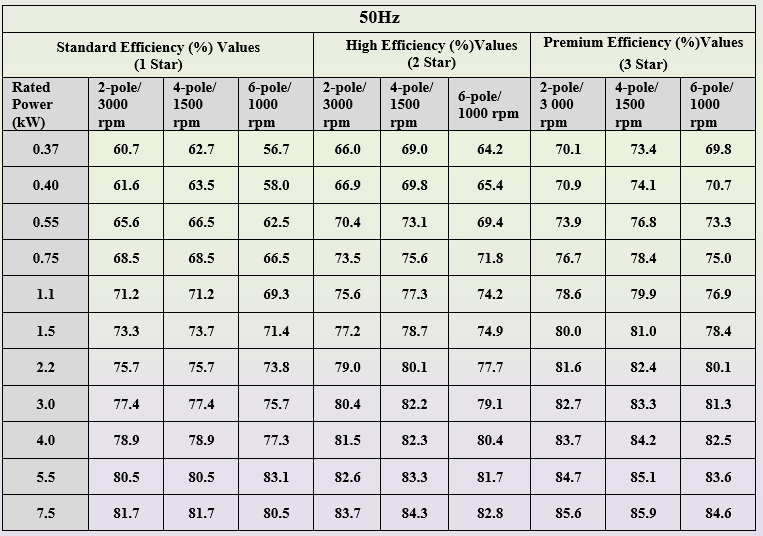 50Hz
Standard Efficiency (%) Values
(1 Star)
High Efficiency (%)Values
(2 Star)
Premium Efficiency (%)Values
(3 Star)
Rated Power (kW) 2-pole/ 3000 rpm 4-pole/ 1500 rpm 6-pole/ 1000 rpm 2-pole/ 3000 rpm 4-pole/ 1500 rpm 6-pole/ 1000 rpm 2-pole/ 3 000 rpm 4-pole/ 1500 rpm 6-pole/ 1000 rpm
0.37 60.7 62.7 56.7 66.0 69.0 64.2 70.1 73.4 69.8
0.40 61.6 63.5 58.0 66.9 69.8 65.4 70.9 74.1 70.7
0.55 65.6 66.5 62.5 70.4 73.1 69.4 73.9 76.8 73.3
0.75 68.5 68.5 66.5 73.5 75.6 71.8 76.7 78.4 75.0
1.1 71.2 71.2 69.3 75.6 77.3 74.2 78.6 79.9 76.9
1.5 73.3 73.7 71.4 77.2 78.7 74.9 80.0 81.0 78.4
2.2 75.7 75.7 73.8 79.0 80.1 77.7 81.6 82.4 80.1
3.0 77.4 77.4 75.7 80.4 82.2 79.1 82.7 83.3 81.3
4.0 78.9 78.9 77.3 81.5 82.3 80.4 83.7 84.2 82.5
5.5 80.5 80.5 83.1 82.6 83.3 81.7 84.7 85.1 83.6
7.5 81.7 81.7 80.5 83.7 84.3 82.8 85.6 85.9 84.6